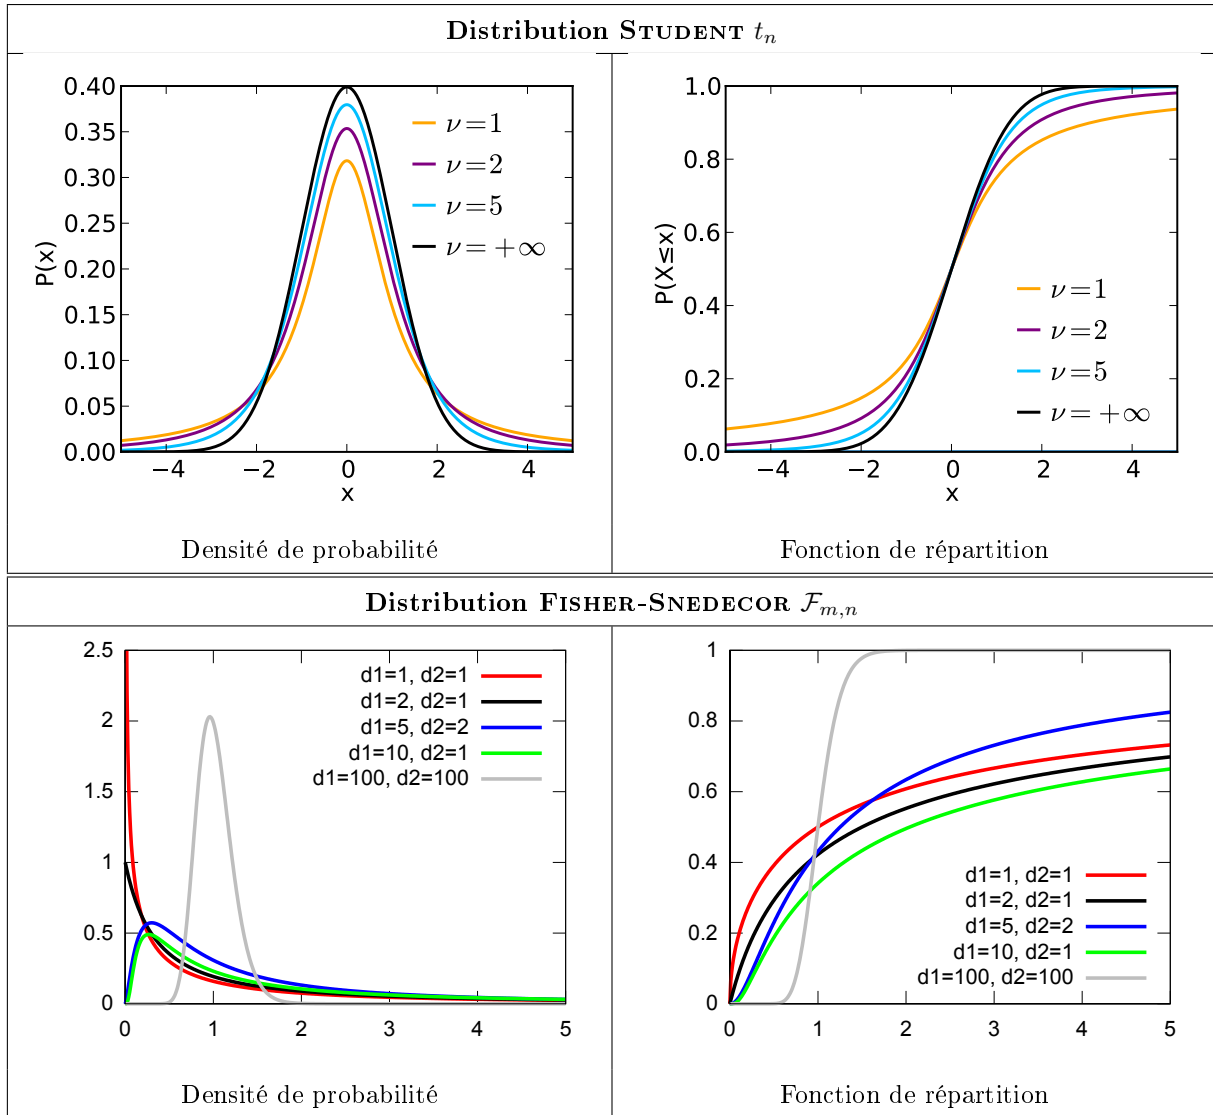 Distribution STUDENT tₙ
0.40
0.35
0.30
0.25
0.20
0.15
0.10
0.05
0.00
P(x)
ν=1
ν=2
ν=5
ν=+∞
−4 −2 0 2 4
x
Densité de probabilité
1.0
0.8
0.6
0.4
0.2
0.0
P(X≤x)
ν=1
ν=2
ν=5
ν=+∞
−4 −2 0 2 4
x
Fonction de répartition
Distribution FISHER-SNEDECOR ℱm,n
2.5
2
1.5
1
0.5
0
d1=1, d2=1
d1=2, d2=1
d1=5, d2=2
d1=10, d2=1
d1=100, d2=100
0 1 2 3 4 5
Densité de probabilité
1
0.8
0.6
0.4
0.2
0
d1=1, d2=1
d1=2, d2=1
d1=5, d2=2
d1=10, d2=1
d1=100, d2=100
0 1 2 3 4 5
Fonction de répartition